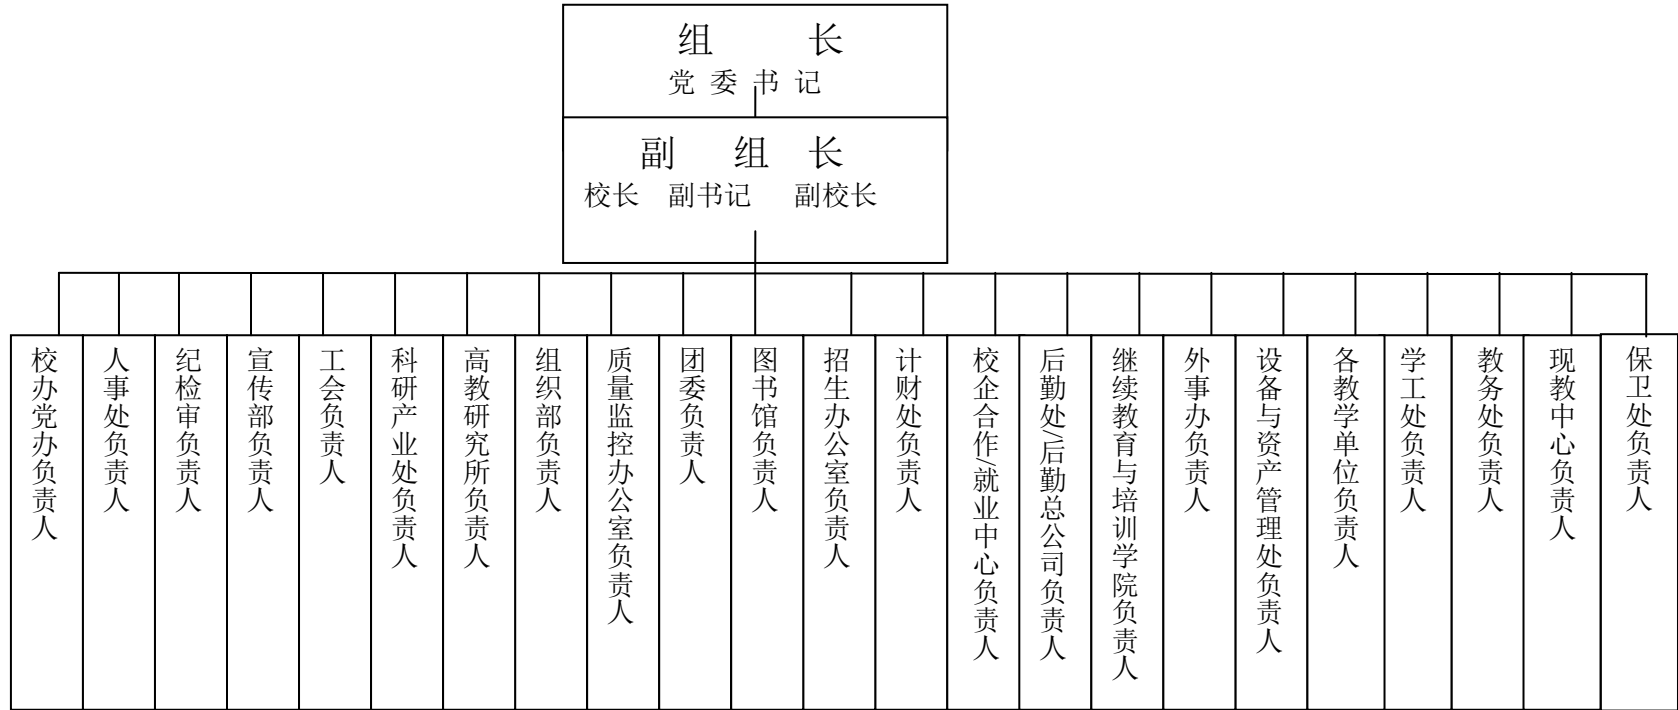 组 长
党 委 书 记
副 组 长
校长 副书记 副校长
校办党办负责人
人事处负责人
纪检审负责人
宣传部负责人
工会负责人
科研产业处负责人
高教研究所负责人
组织部负责人
质量监控办公室负责人
团委负责人
图书馆负责人
招生办公室负责人
计财处负责人
校企合作/就业中心负责人
后勤处/后勤总公司负责人
继续教育与培训学院负责人
外事办负责人
设备与资产管理处负责人
各教学单位负责人
学工处负责人
教务处负责人
现教中心负责人
保卫处负责人